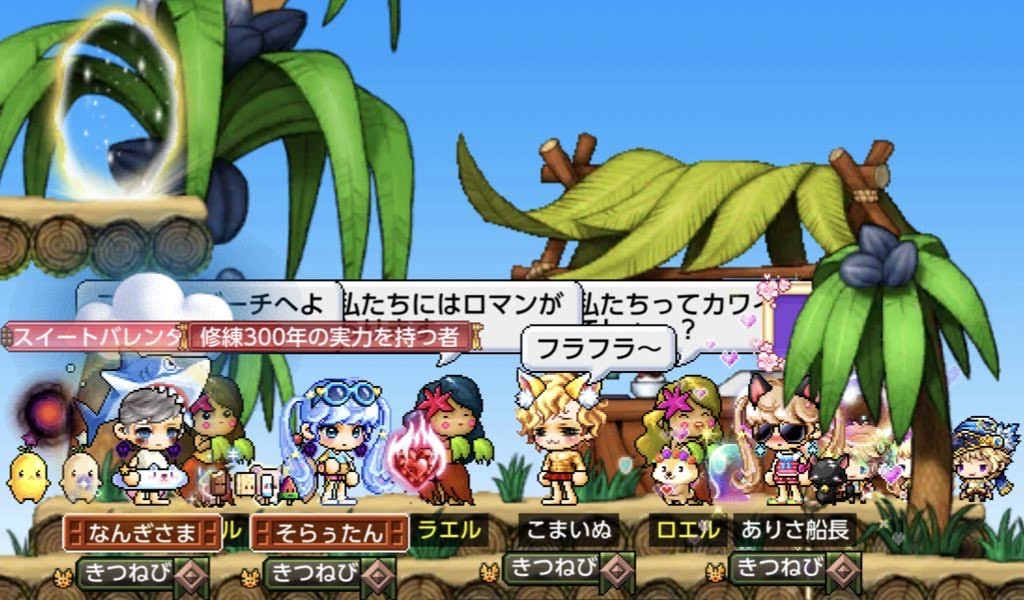 ーチへよ
私たちにはロマンが
私たちってカワイ
？
スイートバレンタ
修練300年の実力を持つ者
フラフラ～
なんぎさま
ル
そらぅたん
ラエル
こまいぬ
ロエル
ありさ船長
きつねび
きつねび
きつねび
きつねび